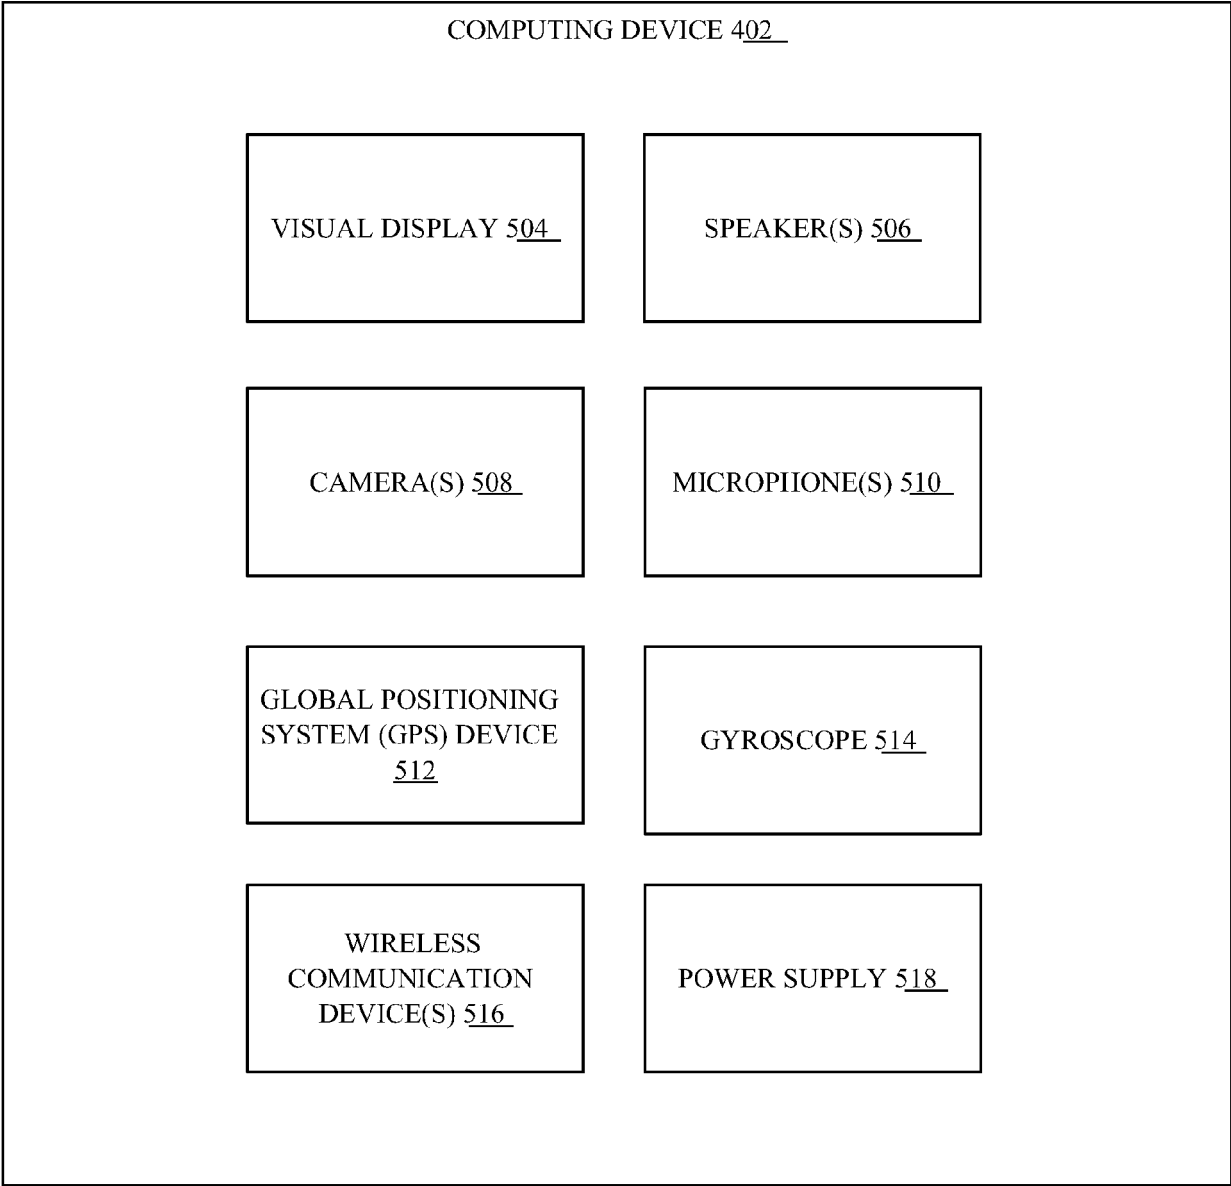 COMPUTING DEVICE 402
VISUAL DISPLAY 504
SPEAKER(S) 506
CAMERA(S) 508
MICROPHONE(S) 510
GLOBAL POSITIONING
SYSTEM (GPS) DEVICE
512
GYROSCOPE 514
WIRELESS
COMMUNICATION
DEVICE(S) 516
POWER SUPPLY 518